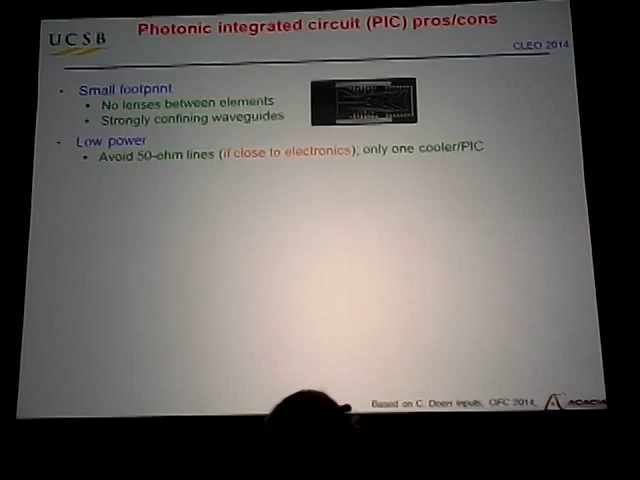 Photonic integrated circuit (PIC) pros/cons
UCSB
CLEO 2014
- Small footprint
• No lenses between elements
• Strongly confining waveguides
- Low power
• Avoid 50-ohm lines (if close to electronics); only one cooler/PIC
Based on C. Doerr inputs, OFC 2014.
ACACIA